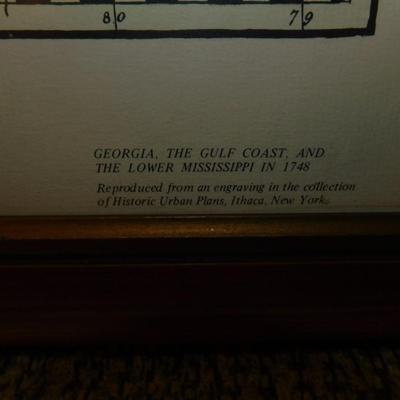 80 79
GEORGIA, THE GULF COAST, AND
THE LOWER MISSISSIPPI IN 1748
Reproduced from an engraving in the collection
of Historic Urban Plans, Ithaca, New York.